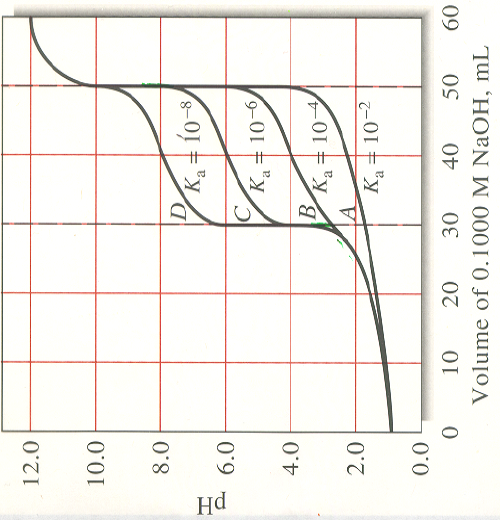 12.0
10.0
8.0
6.0
4.0
2.0
0.0
pH
D
Kₐ = 10⁻⁸
C
Kₐ = 10⁻⁶
B
Kₐ = 10⁻⁴
A
Kₐ = 10⁻²
0 10 20 30 40 50 60
Volume of 0.1000 M NaOH, mL